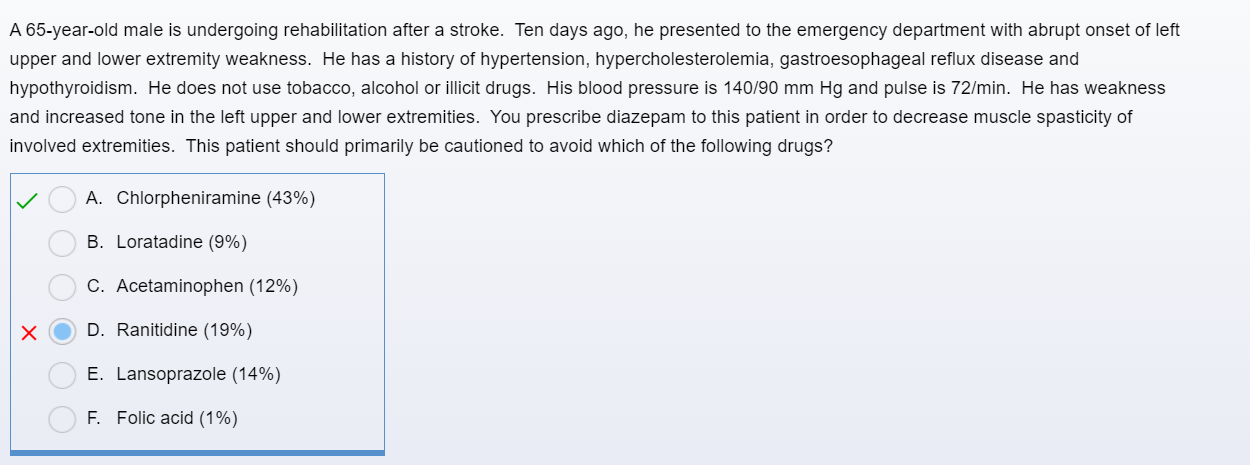 A 65-year-old male is undergoing rehabilitation after a stroke.  Ten days ago, he presented to the emergency department with abrupt onset of left
upper and lower extremity weakness.  He has a history of hypertension, hypercholesterolemia, gastroesophageal reflux disease and
hypothyroidism.  He does not use tobacco, alcohol or illicit drugs.  His blood pressure is 140/90 mm Hg and pulse is 72/min.  He has weakness
and increased tone in the left upper and lower extremities.  You prescribe diazepam to this patient in order to decrease muscle spasticity of
involved extremities.  This patient should primarily be cautioned to avoid which of the following drugs?
A. Chlorpheniramine (43%)
B. Loratadine (9%)
C. Acetaminophen (12%)
D. Ranitidine (19%)
E. Lansoprazole (14%)
F. Folic acid (1%)